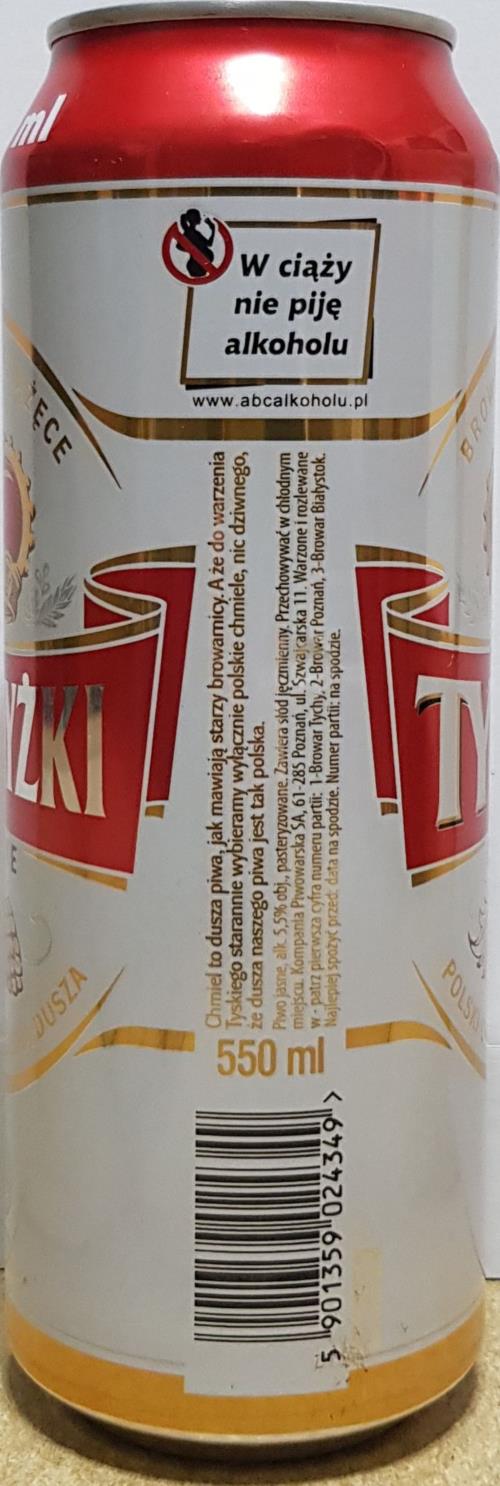 ml
W ciąży
nie piję
alkoholu
www.abcalkoholu.pl
ŻĘCE
BRO
YŻKI
TY
E
DUSZA
POLSK
Chmiel to dusza piwa, jak mawiają starzy browarnicy. A że do warzenia
Tyskiego starannie wybieramy wyłącznie polskie chmiele, nic dziwnego,
że dusza naszego piwa jest tak polska.
Piwo jasne, alk. 5,5% obj., pasteryzowane. Zawiera słód jęczmienny. Przechowywać w chłodnym
miejscu. Kompania Piwowarska SA, 61-285 Poznań, ul. Szwajcarska 11. Warzone i rozlewane
w - patrz pierwsza cyfra numeru partii: 1-Browar Tychy, 2-Browar Poznań, 3-Browar Białystok.
Najlepiej spożyć przed: data na spodzie. Numer partii: na spodzie.
550 ml
5 901359 024349 >